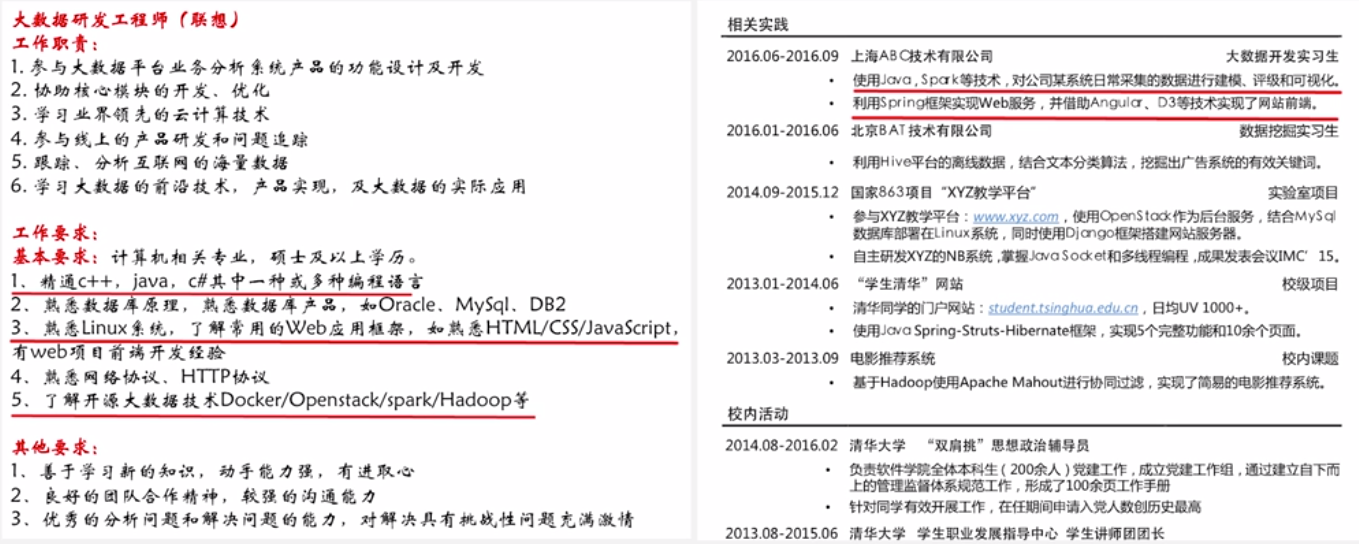 大数据研发工程师（联想）
工作职责：
1. 参与大数据平台业务分析系统产品的功能设计及开发
2. 协助核心模块的开发、优化
3. 学习业界领先的云计算技术
4. 参与线上的产品研发和问题追踪
5. 跟踪、分析互联网的海量数据
6. 学习大数据的前沿技术，产品实现，及大数据的实际应用
工作要求：
基本要求：计算机相关专业，硕士及以上学历。
1、精通c++，java，c#其中一种或多种编程语言
2、熟悉数据库原理，熟悉数据库产品，如Oracle、MySql、DB2
3、熟悉Linux系统，了解常用的Web应用框架，如熟悉HTML/CSS/JavaScript，
有web项目前端开发经验
4、熟悉网络协议、HTTP协议
5、了解开源大数据技术Docker/Openstack/spark/Hadoop等
其他要求：
1、善于学习新的知识，动手能力强，有进取心
2、良好的团队合作精神，较强的沟通能力
3、优秀的分析问题和解决问题的能力，对解决具有挑战性问题充满激情
相关实践
2016.06-2016.09 上海ABC技术有限公司 大数据开发实习生
• 使用Java，Spark等技术，对公司某系统日常采集的数据进行建模、评级和可视化。
• 利用Spring框架实现Web服务，并借助Angular、D3等技术实现了网站前端。
2016.01-2016.06 北京BAT技术有限公司 数据挖掘实习生
• 利用Hive平台的离线数据，结合文本分类算法，挖掘出广告系统的有效关键词。
2014.09-2015.12 国家863项目“XYZ教学平台” 实验室项目
• 参与XYZ教学平台：www.xyz.com，使用OpenStack作为后台服务，结合MySql
数据库部署在Linux系统，同时使用Django框架搭建网站服务器。
• 自主研发XYZ的NB系统，掌握Java Socket和多线程编程，成果发表会议IMC’15。
2013.01-2014.06 “学生清华”网站 校级项目
• 清华同学的门户网站：student.tsinghua.edu.cn，日均UV 1000+。
• 使用Java Spring-Struts-Hibernate框架，实现5个完整功能和10余个页面。
2013.03-2013.09 电影推荐系统 校内课题
• 基于Hadoop使用Apache Mahout进行协同过滤，实现了简易的电影推荐系统。
校内活动
2014.08-2016.02 清华大学 “双肩挑”思想政治辅导员
• 负责软件学院全体本科生（200余人）党建工作，成立党建工作组，通过建立自下而
上的管理监督体系规范工作，形成了100余页工作手册
• 针对同学有效开展工作，在任期间申请入党人数创历史最高
2013.08-2015.06 清华大学 学生职业发展指导中心 学生讲师团团长